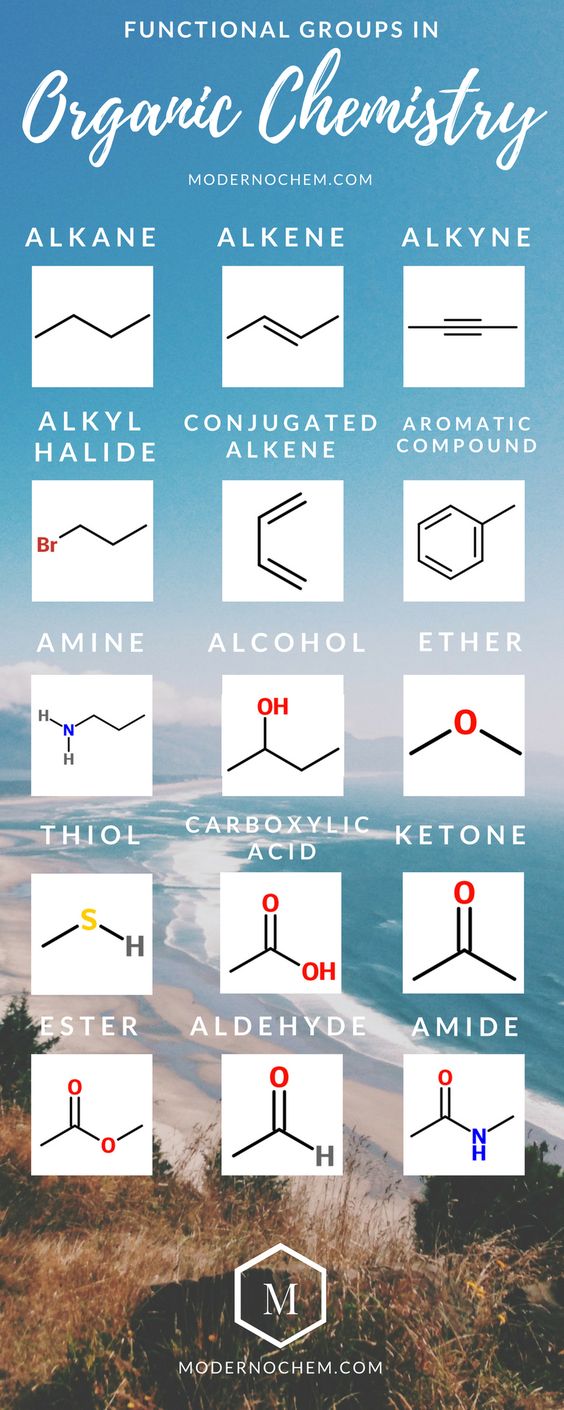 FUNCTIONAL GROUPS IN
Organic Chemistry
MODERNOCHEM.COM
ALKANE
ALKENE
ALKYNE
ALKYL
HALIDE
CONJUGATED
ALKENE
AROMATIC
COMPOUND
Br
AMINE
ALCOHOL
ETHER
H
N
H
OH
O
THIOL
CARBOXYLIC
ACID
KETONE
S
H
O
OH
O
ESTER
ALDEHYDE
AMIDE
O
O
O
H
O
N
H
M
MODERNOCHEM.COM